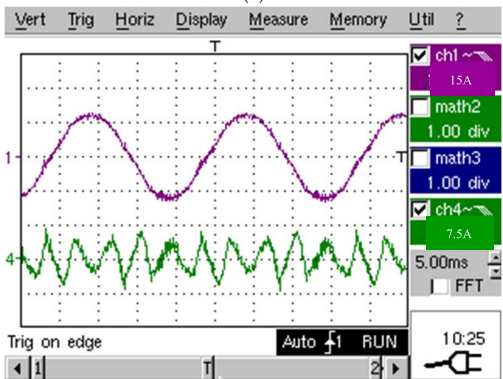 Vert Trig Horiz Display Measure Memory Util ?
T
ch1
15A
math2
1.00 div
1
T
math3
1.00 div
ch4
7.5A
4
5.00ms
FFT
Trig on edge
Auto 1 RUN
10:25
1 T 2